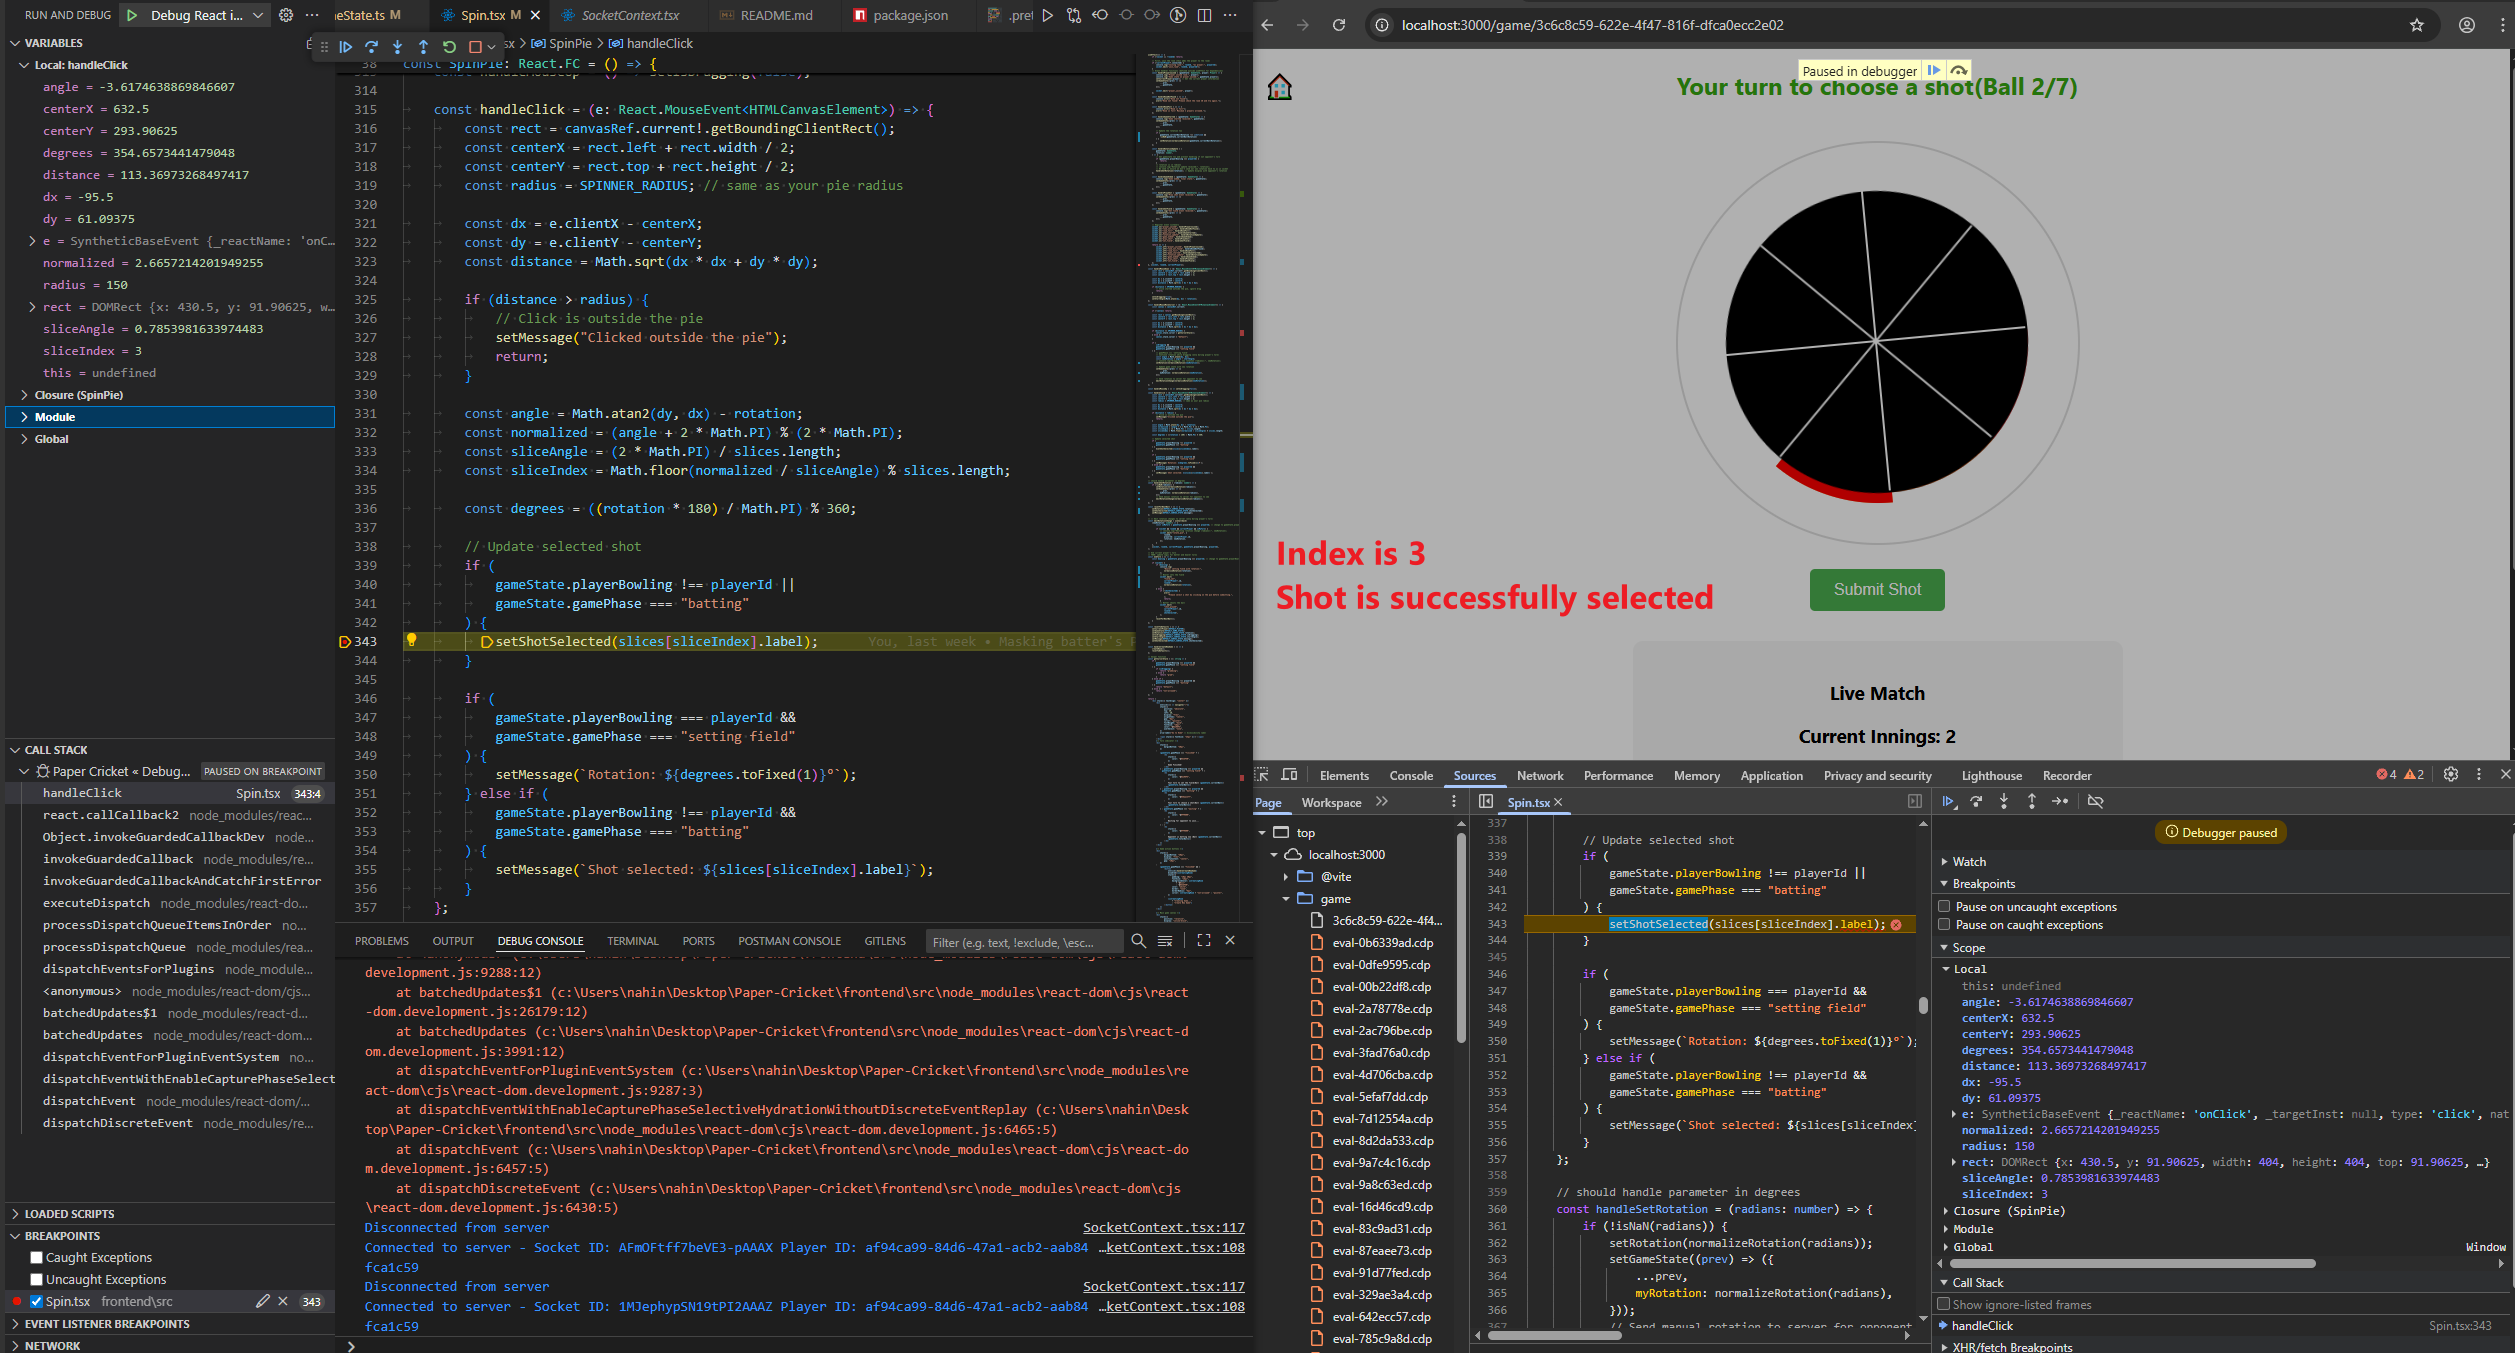 RUN AND DEBUG
Debug React i...
VARIABLES
Local: handleClick
angle = -3.6174638869846607
centerX = 632.5
centerY = 293.90625
degrees = 354.6573441479048
distance = 113.36973268497417
dx = -95.5
dy = 61.09375
e = SyntheticBaseEvent {_reactName: 'onC...
normalized = 2.6657214201949255
radius = 150
rect = DOMRect {x: 430.5, y: 91.90625, w...
sliceAngle = 0.7853981633974483
sliceIndex = 3
this = undefined
Closure (SpinPie)
Module
Global
CALL STACK
Paper Cricket « Debug... PAUSED ON BREAKPOINT
handleClick Spin.tsx 343:4
react.callCallback2 node_modules/reac...
Object.invokeGuardedCallbackDev node...
invokeGuardedCallback node_modules/re...
invokeGuardedCallbackAndCatchFirstError
executeDispatch node_modules/react-do...
processDispatchQueueItemsInOrder no...
processDispatchQueue node_modules/rea...
dispatchEventsForPlugins node_module...
<anonymous> node_modules/react-dom/cjs...
batchedUpdates$1 node_modules/react-d...
batchedUpdates node_modules/react-dom...
dispatchEventForPluginEventSystem no...
dispatchEventWithEnableCapturePhaseSelect
dispatchEvent node_modules/react-dom/...
dispatchDiscreteEvent node_modules/re...
LOADED SCRIPTS
BREAKPOINTS
Caught Exceptions
Uncaught Exceptions
Spin.tsx frontend\src 343
EVENT LISTENER BREAKPOINTS
NETWORK
meState.ts M
Spin.tsx M
SocketContext.tsx
README.md
package.json
.pret
sx > SpinPie > handleClick
38 const SpinPie: React.FC = () => {
314
315 const handleClick = (e: React.MouseEvent<HTMLCanvasElement>) => {
316 const rect = canvasRef.current!.getBoundingClientRect();
317 const centerX = rect.left + rect.width / 2;
318 const centerY = rect.top + rect.height / 2;
319 const radius = SPINNER_RADIUS; // same as your pie radius
320
321 const dx = e.clientX - centerX;
322 const dy = e.clientY - centerY;
323 const distance = Math.sqrt(dx * dx + dy * dy);
324
325 if (distance > radius) {
326 // Click is outside the pie
327 setMessage("Clicked outside the pie");
328 return;
329 }
330
331 const angle = Math.atan2(dy, dx) - rotation;
332 const normalized = (angle + 2 * Math.PI) % (2 * Math.PI);
333 const sliceAngle = (2 * Math.PI) / slices.length;
334 const sliceIndex = Math.floor(normalized / sliceAngle) % slices.length;
335
336 const degrees = ((rotation * 180) / Math.PI) % 360;
337
338 // Update selected shot
339 if (
340 gameState.playerBowling !== playerId ||
341 gameState.gamePhase === "batting"
342 ) {
343 setShotSelected(slices[sliceIndex].label); You, last week • Masking batter's F
344 }
345
346 if (
347 gameState.playerBowling === playerId &&
348 gameState.gamePhase === "setting field"
349 ) {
350 setMessage(`Rotation: ${degrees.toFixed(1)}°`);
351 } else if (
352 gameState.playerBowling !== playerId &&
353 gameState.gamePhase === "batting"
354 ) {
355 setMessage(`Shot selected: ${slices[sliceIndex].label}`);
356 }
357 };
PROBLEMS OUTPUT DEBUG CONSOLE TERMINAL PORTS POSTMAN CONSOLE GITLENS
Filter (e.g. text, !exclude, \esc...
development.js:9288:12)
at batchedUpdates$1 (c:\Users\nahin\Desktop\Paper-Cricket\frontend\src\node_modules\react-dom\cjs\react
-dom.development.js:26179:12)
at batchedUpdates (c:\Users\nahin\Desktop\Paper-Cricket\frontend\src\node_modules\react-dom\cjs\react-d
om.development.js:3991:12)
at dispatchEventForPluginEventSystem (c:\Users\nahin\Desktop\Paper-Cricket\frontend\src\node_modules\re
act-dom\cjs\react-dom.development.js:9287:3)
at dispatchEventWithEnableCapturePhaseSelectiveHydrationWithoutDiscreteEventReplay (c:\Users\nahin\Desk
top\Paper-Cricket\frontend\src\node_modules\react-dom\cjs\react-dom.development.js:6465:5)
at dispatchEvent (c:\Users\nahin\Desktop\Paper-Cricket\frontend\src\node_modules\react-dom\cjs\react-do
m.development.js:6457:5)
at dispatchDiscreteEvent (c:\Users\nahin\Desktop\Paper-Cricket\frontend\src\node_modules\react-dom\cjs
\react-dom.development.js:6430:5)
Disconnected from server SocketContext.tsx:117
Connected to server - Socket ID: AFmOFtff7beVE3-pAAAX Player ID: af94ca99-84d6-47a1-acb2-aab84 …ketContext.tsx:108
fca1c59
Disconnected from server SocketContext.tsx:117
Connected to server - Socket ID: 1MJephypSN19tPI2AAAZ Player ID: af94ca99-84d6-47a1-acb2-aab84 …ketContext.tsx:108
fca1c59
localhost:3000/game/3c6c8c59-622e-4f47-816f-dfca0ecc2e02
Paused in debugger
Your turn to choose a shot(Ball 2/7)
Index is 3
Shot is successfully selected
Submit Shot
Live Match
Current Innings: 2
Elements Console Sources Network Performance Memory Application Privacy and security Lighthouse Recorder
4 2
Page Workspace
Spin.tsx
top
localhost:3000
@vite
game
3c6c8c59-622e-4f4...
eval-0b6339ad.cdp
eval-0dfe9595.cdp
eval-00b22df8.cdp
eval-2a78778e.cdp
eval-2ac796be.cdp
eval-3fad76a0.cdp
eval-4d706cba.cdp
eval-5efaf7dd.cdp
eval-7d12554a.cdp
eval-8d2da533.cdp
eval-9a7c4c16.cdp
eval-9a8c63ed.cdp
eval-16d46cd9.cdp
eval-83c9ad31.cdp
eval-87eaee73.cdp
eval-91d77fed.cdp
eval-329ae3a4.cdp
eval-642ecc57.cdp
eval-785c9a8d.cdp
337
338 // Update selected shot
339 if (
340 gameState.playerBowling !== playerId ||
341 gameState.gamePhase === "batting"
342 ) {
343 setShotSelected(slices[sliceIndex].label);
344 }
345
346 if (
347 gameState.playerBowling === playerId &&
348 gameState.gamePhase === "setting field"
349 ) {
350 setMessage(`Rotation: ${degrees.toFixed(1)}°`);
351 } else if (
352 gameState.playerBowling !== playerId &&
353 gameState.gamePhase === "batting"
354 ) {
355 setMessage(`Shot selected: ${slices[sliceIndex]
356 }
357 };
358
359 // should handle parameter in degrees
360 const handleSetRotation = (radians: number) => {
361 if (!isNaN(radians)) {
362 setRotation(normalizeRotation(radians));
363 setGameState((prev) => ({
364 ...prev,
365 myRotation: normalizeRotation(radians),
366 }));
367 // Send manual rotation to server for opponent
Debugger paused
Watch
Breakpoints
Pause on uncaught exceptions
Pause on caught exceptions
Scope
Local
this: undefined
angle: -3.6174638869846607
centerX: 632.5
centerY: 293.90625
degrees: 354.6573441479048
distance: 113.36973268497417
dx: -95.5
dy: 61.09375
e: SyntheticBaseEvent {_reactName: 'onClick', _targetInst: null, type: 'click', nat
normalized: 2.6657214201949255
radius: 150
rect: DOMRect {x: 430.5, y: 91.90625, width: 404, height: 404, top: 91.90625, …}
sliceAngle: 0.7853981633974483
sliceIndex: 3
Closure (SpinPie)
Module
Global Window
Call Stack
Show ignore-listed frames
handleClick Spin.tsx:343
XHR/fetch Breakpoints